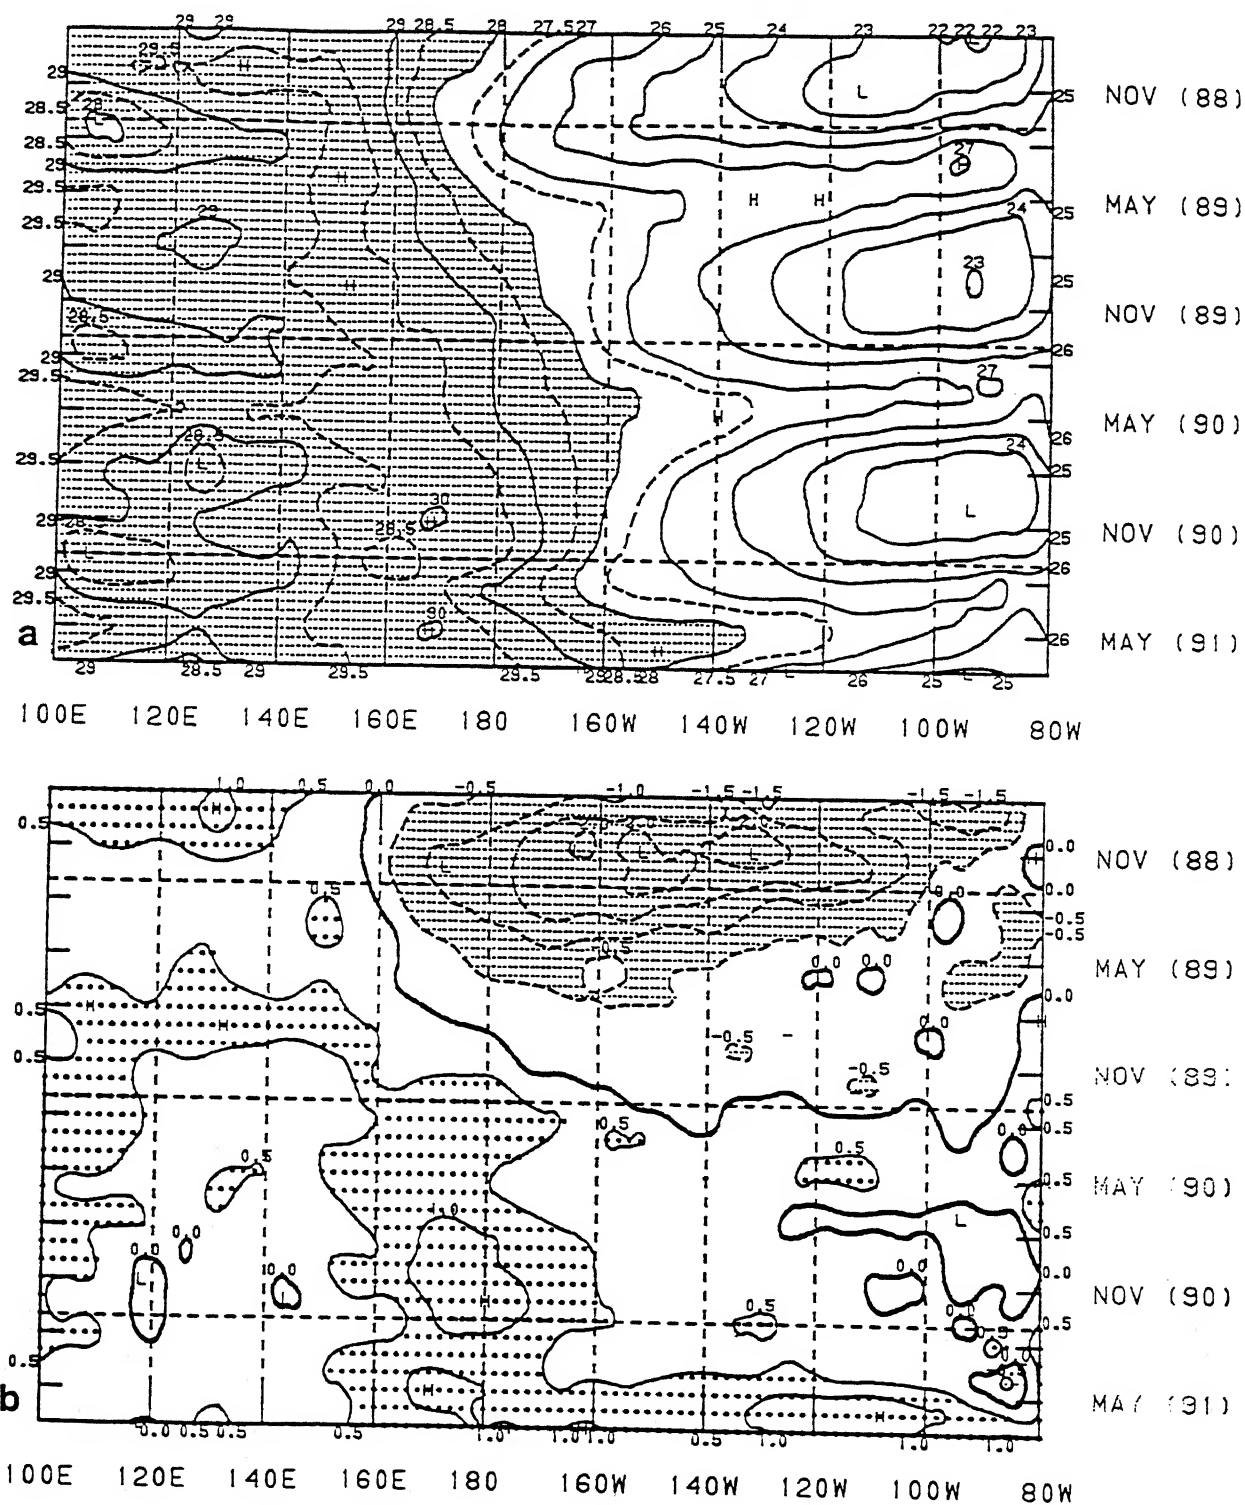 29 29 29 28.5 28 27.5 27 26 25 24 23 22 22 22 23
29.5 H
29
L 25 NOV (88)
28.5 28
L
28.5
29 27
H
29.5 H H H 25 MAY (89)
29.5 29 24
29 H 23 25
28.5 NOV (89)
29 26
29.5 27
H MAY (90)
26
29.5 28.5 24 25
L
30
29 28.5 H 28.5 L NOV (90)
L 25
29 26
29.5
a 30 H 26 MAY (91)
H
29 28.5 29 29.5 29.5 29 28.5 28 27.5 27 26 25 L 25
100E 120E 140E 160E 180 160W 140W 120W 100W 80W
1.0 0.5 0.0 -0.5 -1.0 -1.5 -1.5 -1.5 -1.5
H
0.5
L L L H 0.0 NOV (88)
0.0
0.5 0.0 -0.5
-0.5
0.5 0.0 0.0 MAY (89)
0.5 H H 0.0
0.5 -0.5 0.0 H
-0.5 NOV (89)
0.5
0.5 0.0 0.5
0.5 0.5 0.5 MAY (90)
1.0 L
0.0 0.0 0.5
L 0.0 H 0.0 0.0 NOV (90)
L 0.5 0.5
0.5
b H H MAY (91)
0.0 0.5 0.5 0.5 1.0 1.0 1.0 0.5 1.0 1.0 1.0
100E 120E 140E 160E 180 160W 140W 120W 100W 80W